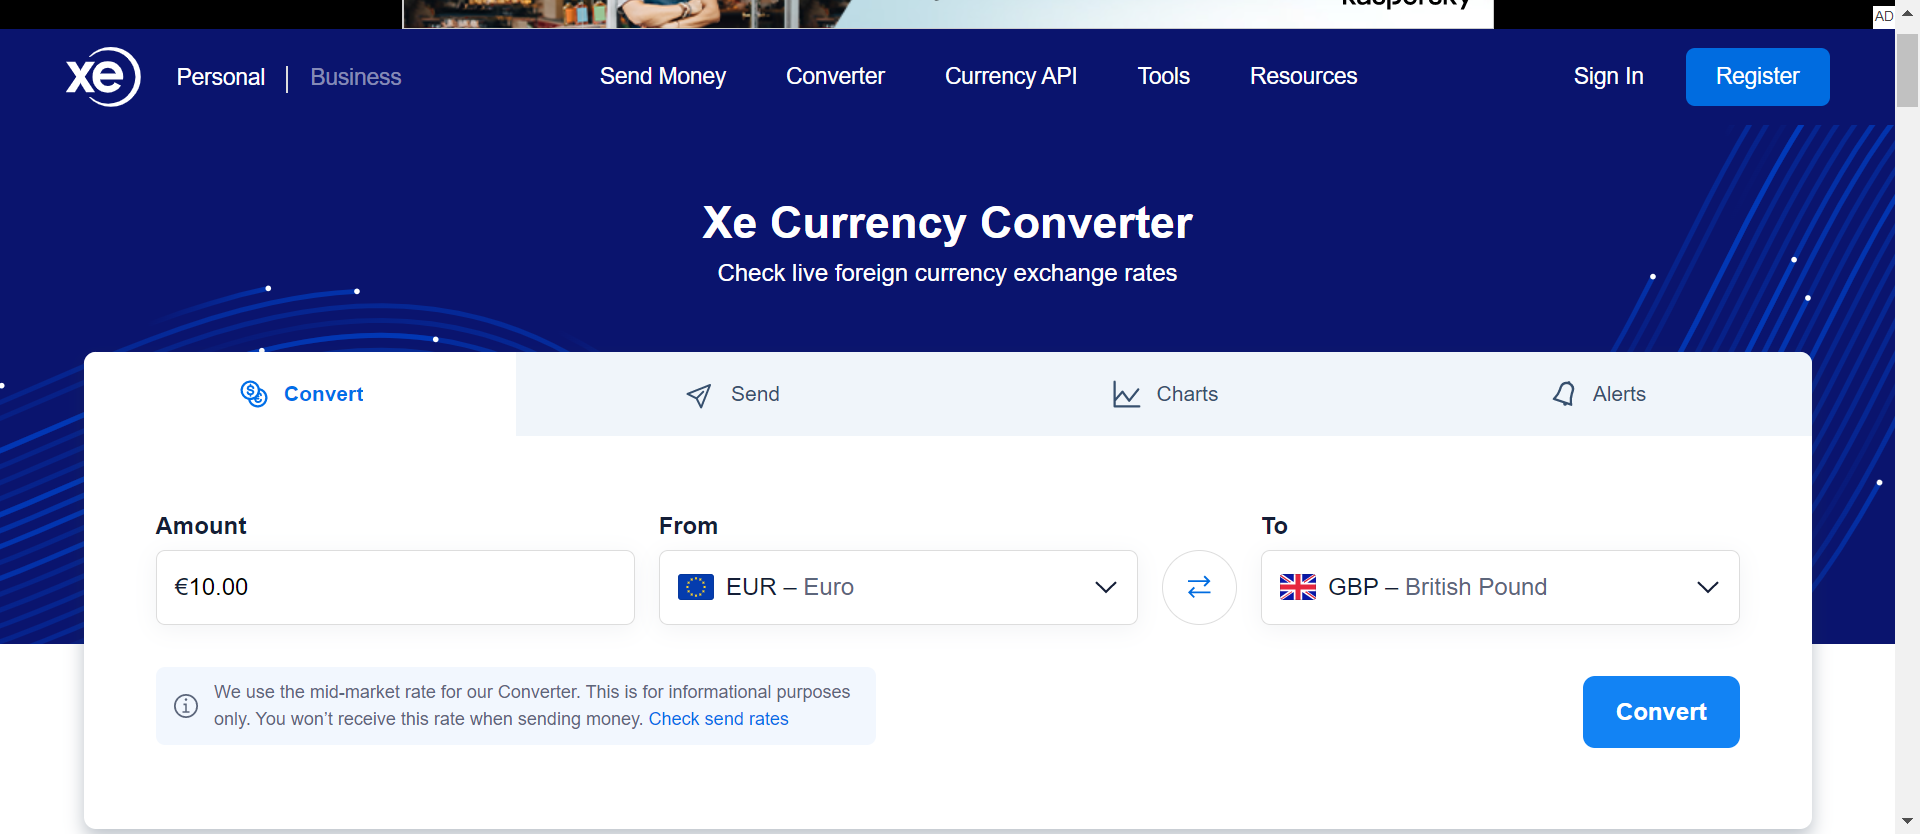 kaspersky
AD
xe Personal | Business Send Money Converter Currency API Tools Resources Sign In Register
Xe Currency Converter
Check live foreign currency exchange rates
Convert Send Charts Alerts
Amount From To
€10.00 EUR – Euro GBP – British Pound
We use the mid-market rate for our Converter. This is for informational purposes
only. You won’t receive this rate when sending money. Check send rates
Convert